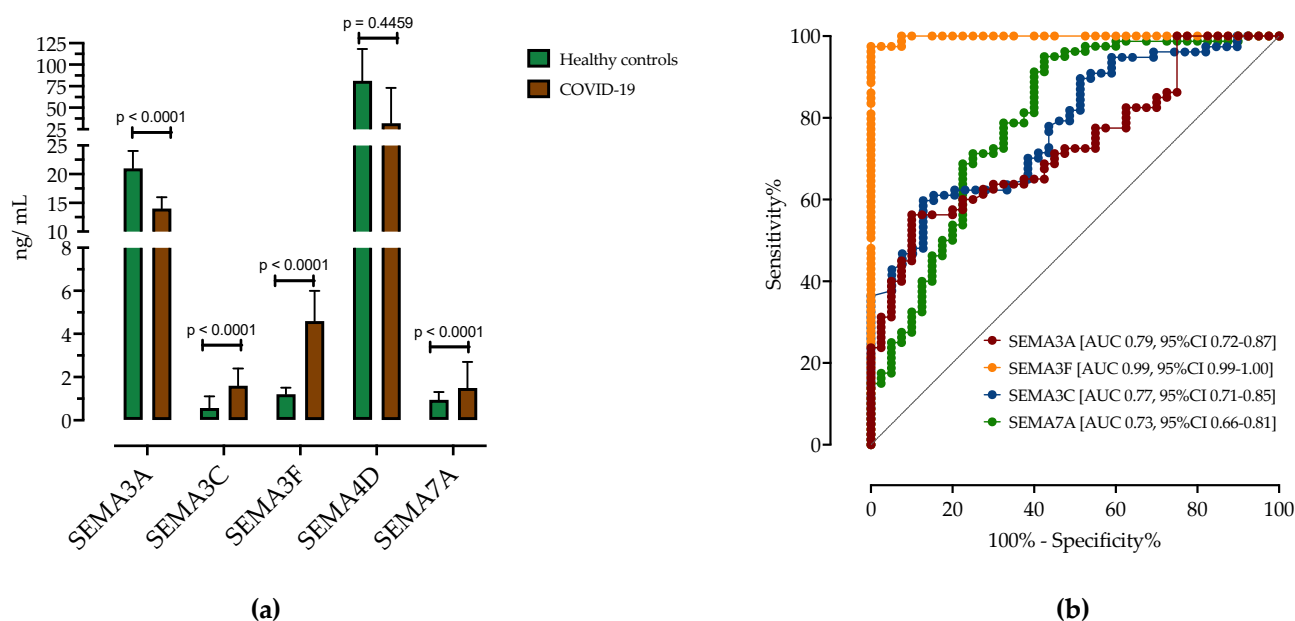 p = 0.4459
125
100
75
50
25
Healthy controls
COVID-19
p < 0.0001
25
20
15
10
ng/ mL
p < 0.0001
p < 0.0001
p < 0.0001
8
6
4
2
0
SEMA3A
SEMA3C
SEMA3F
SEMA4D
SEMA7A
(a)
100
80
60
40
20
0
Sensitivity%
SEMA3A [AUC 0.79, 95%CI 0.72-0.87]
SEMA3F [AUC 0.99, 95%CI 0.99-1.00]
SEMA3C [AUC 0.77, 95%CI 0.71-0.85]
SEMA7A [AUC 0.73, 95%CI 0.66-0.81]
0 20 40 60 80 100
100% - Specificity%
(b)